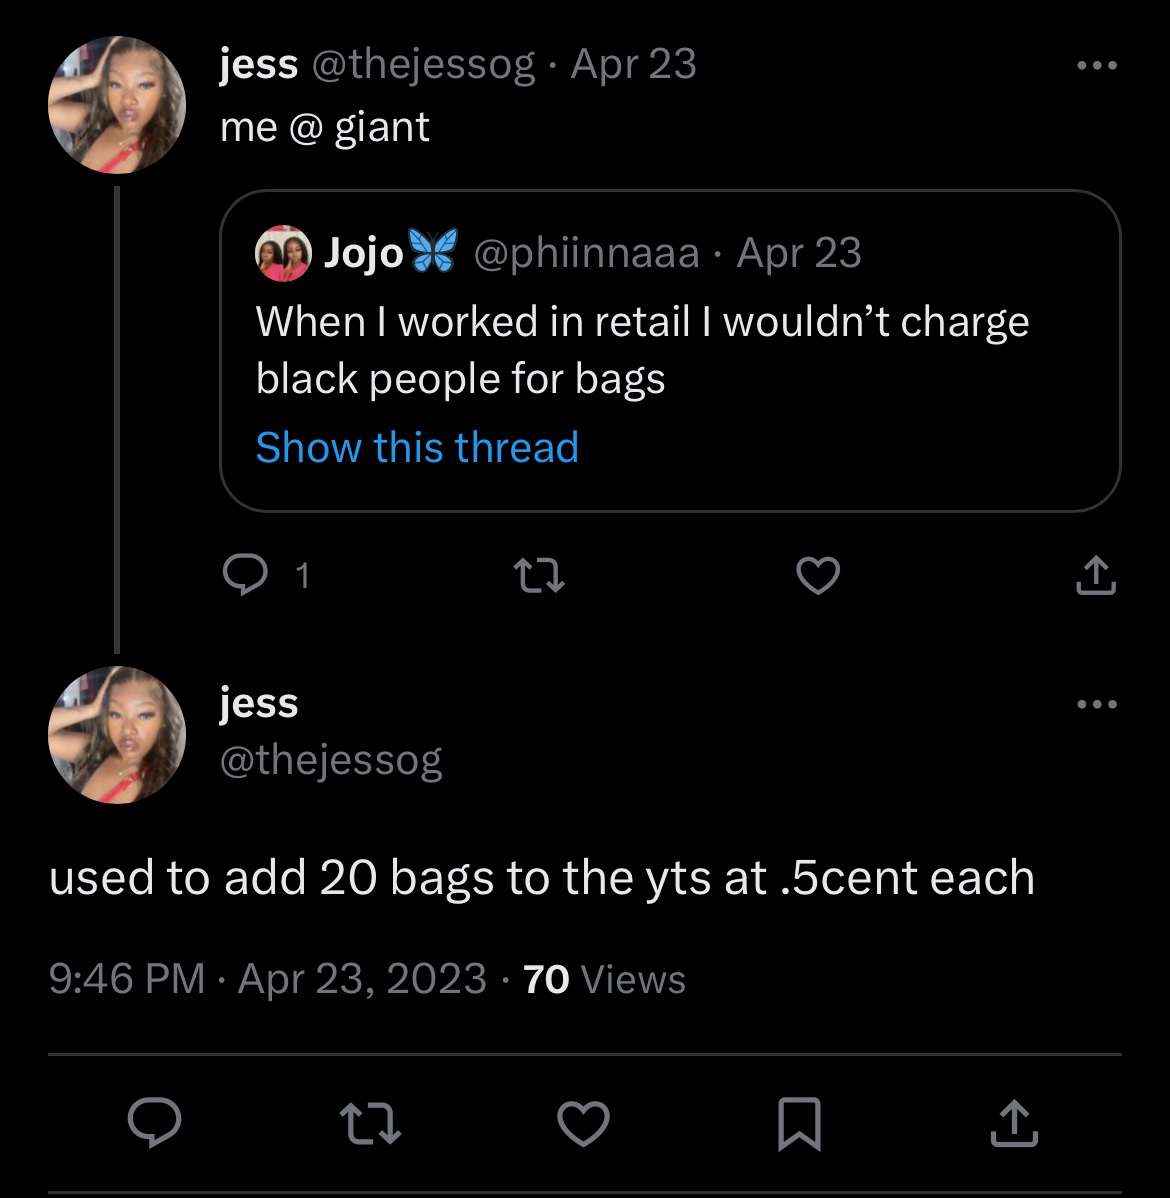 jess @thejessog · Apr 23
me @ giant
Jojo🦋 @phiinnaaa · Apr 23
When I worked in retail I wouldn’t charge
black people for bags
Show this thread
1
jess
@thejessog
used to add 20 bags to the yts at .5cent each
9:46 PM · Apr 23, 2023 · 70 Views